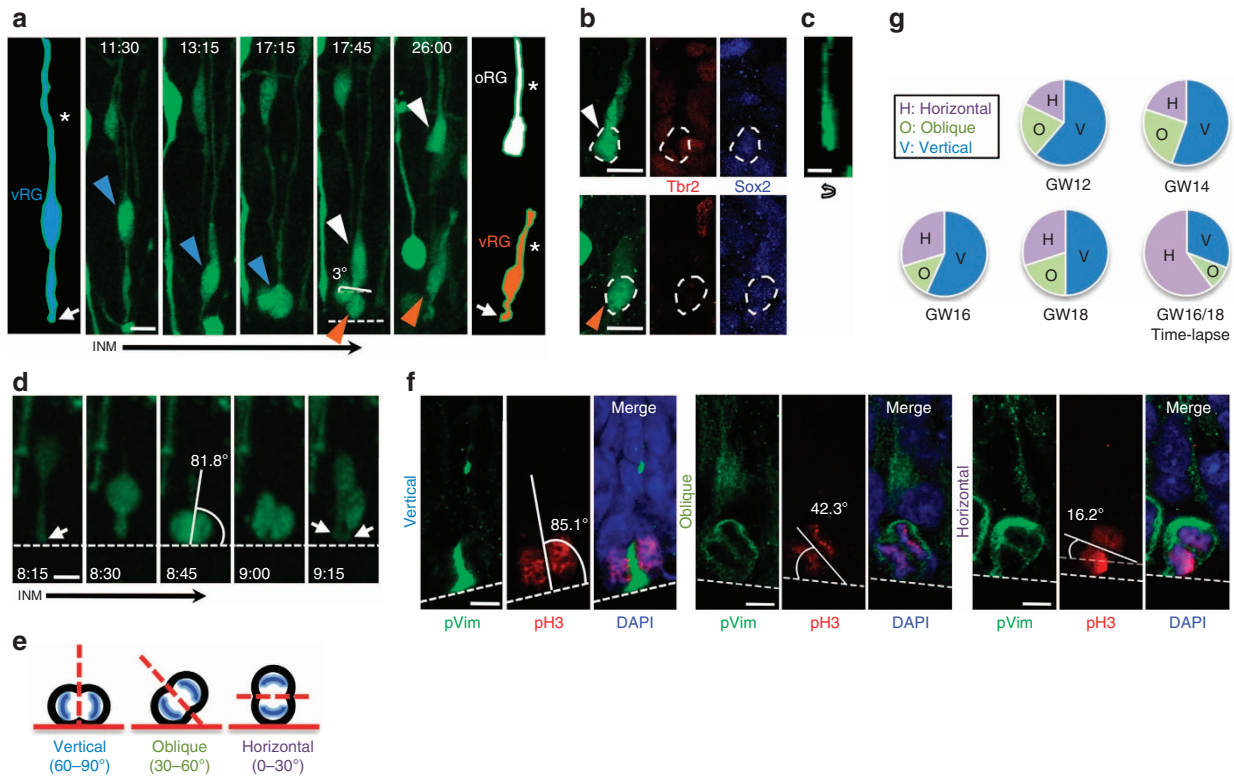 a
11:30
13:15
17:15
17:45
26:00
*
vRG
3°
oRG
*
vRG
*
INM
b
Tbr2
Sox2
c
g
H: Horizontal
O: Oblique
V: Vertical
H
O
V
GW12
H
O
V
GW14
H
O
V
GW16
H
O
V
GW18
H
V
O
GW16/18
Time-lapse
d
81.8°
8:15
8:30
8:45
9:00
9:15
INM
e
Vertical
(60–90°)
Oblique
(30–60°)
Horizontal
(0–30°)
f
Vertical
Merge
85.1°
pVim
pH3
DAPI
Oblique
Merge
42.3°
pVim
pH3
DAPI
Horizontal
Merge
16.2°
pVim
pH3
DAPI